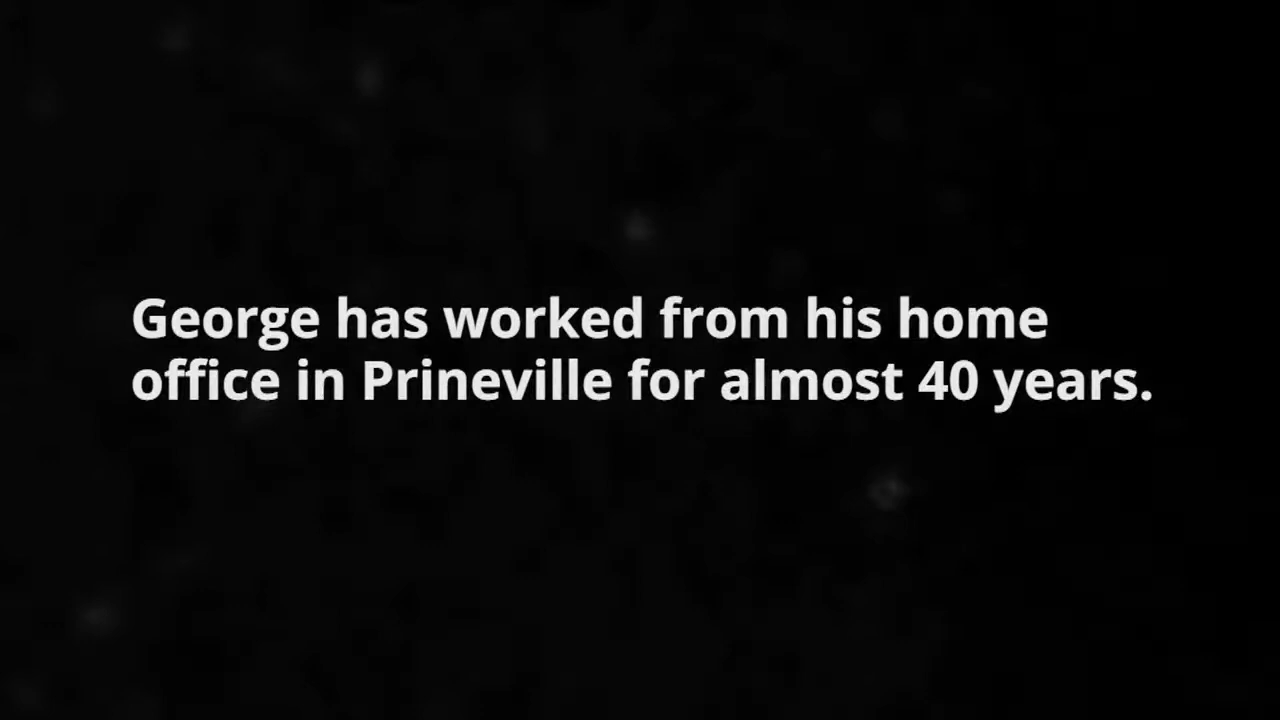 George has worked from his home
office in Prineville for almost 40 years.